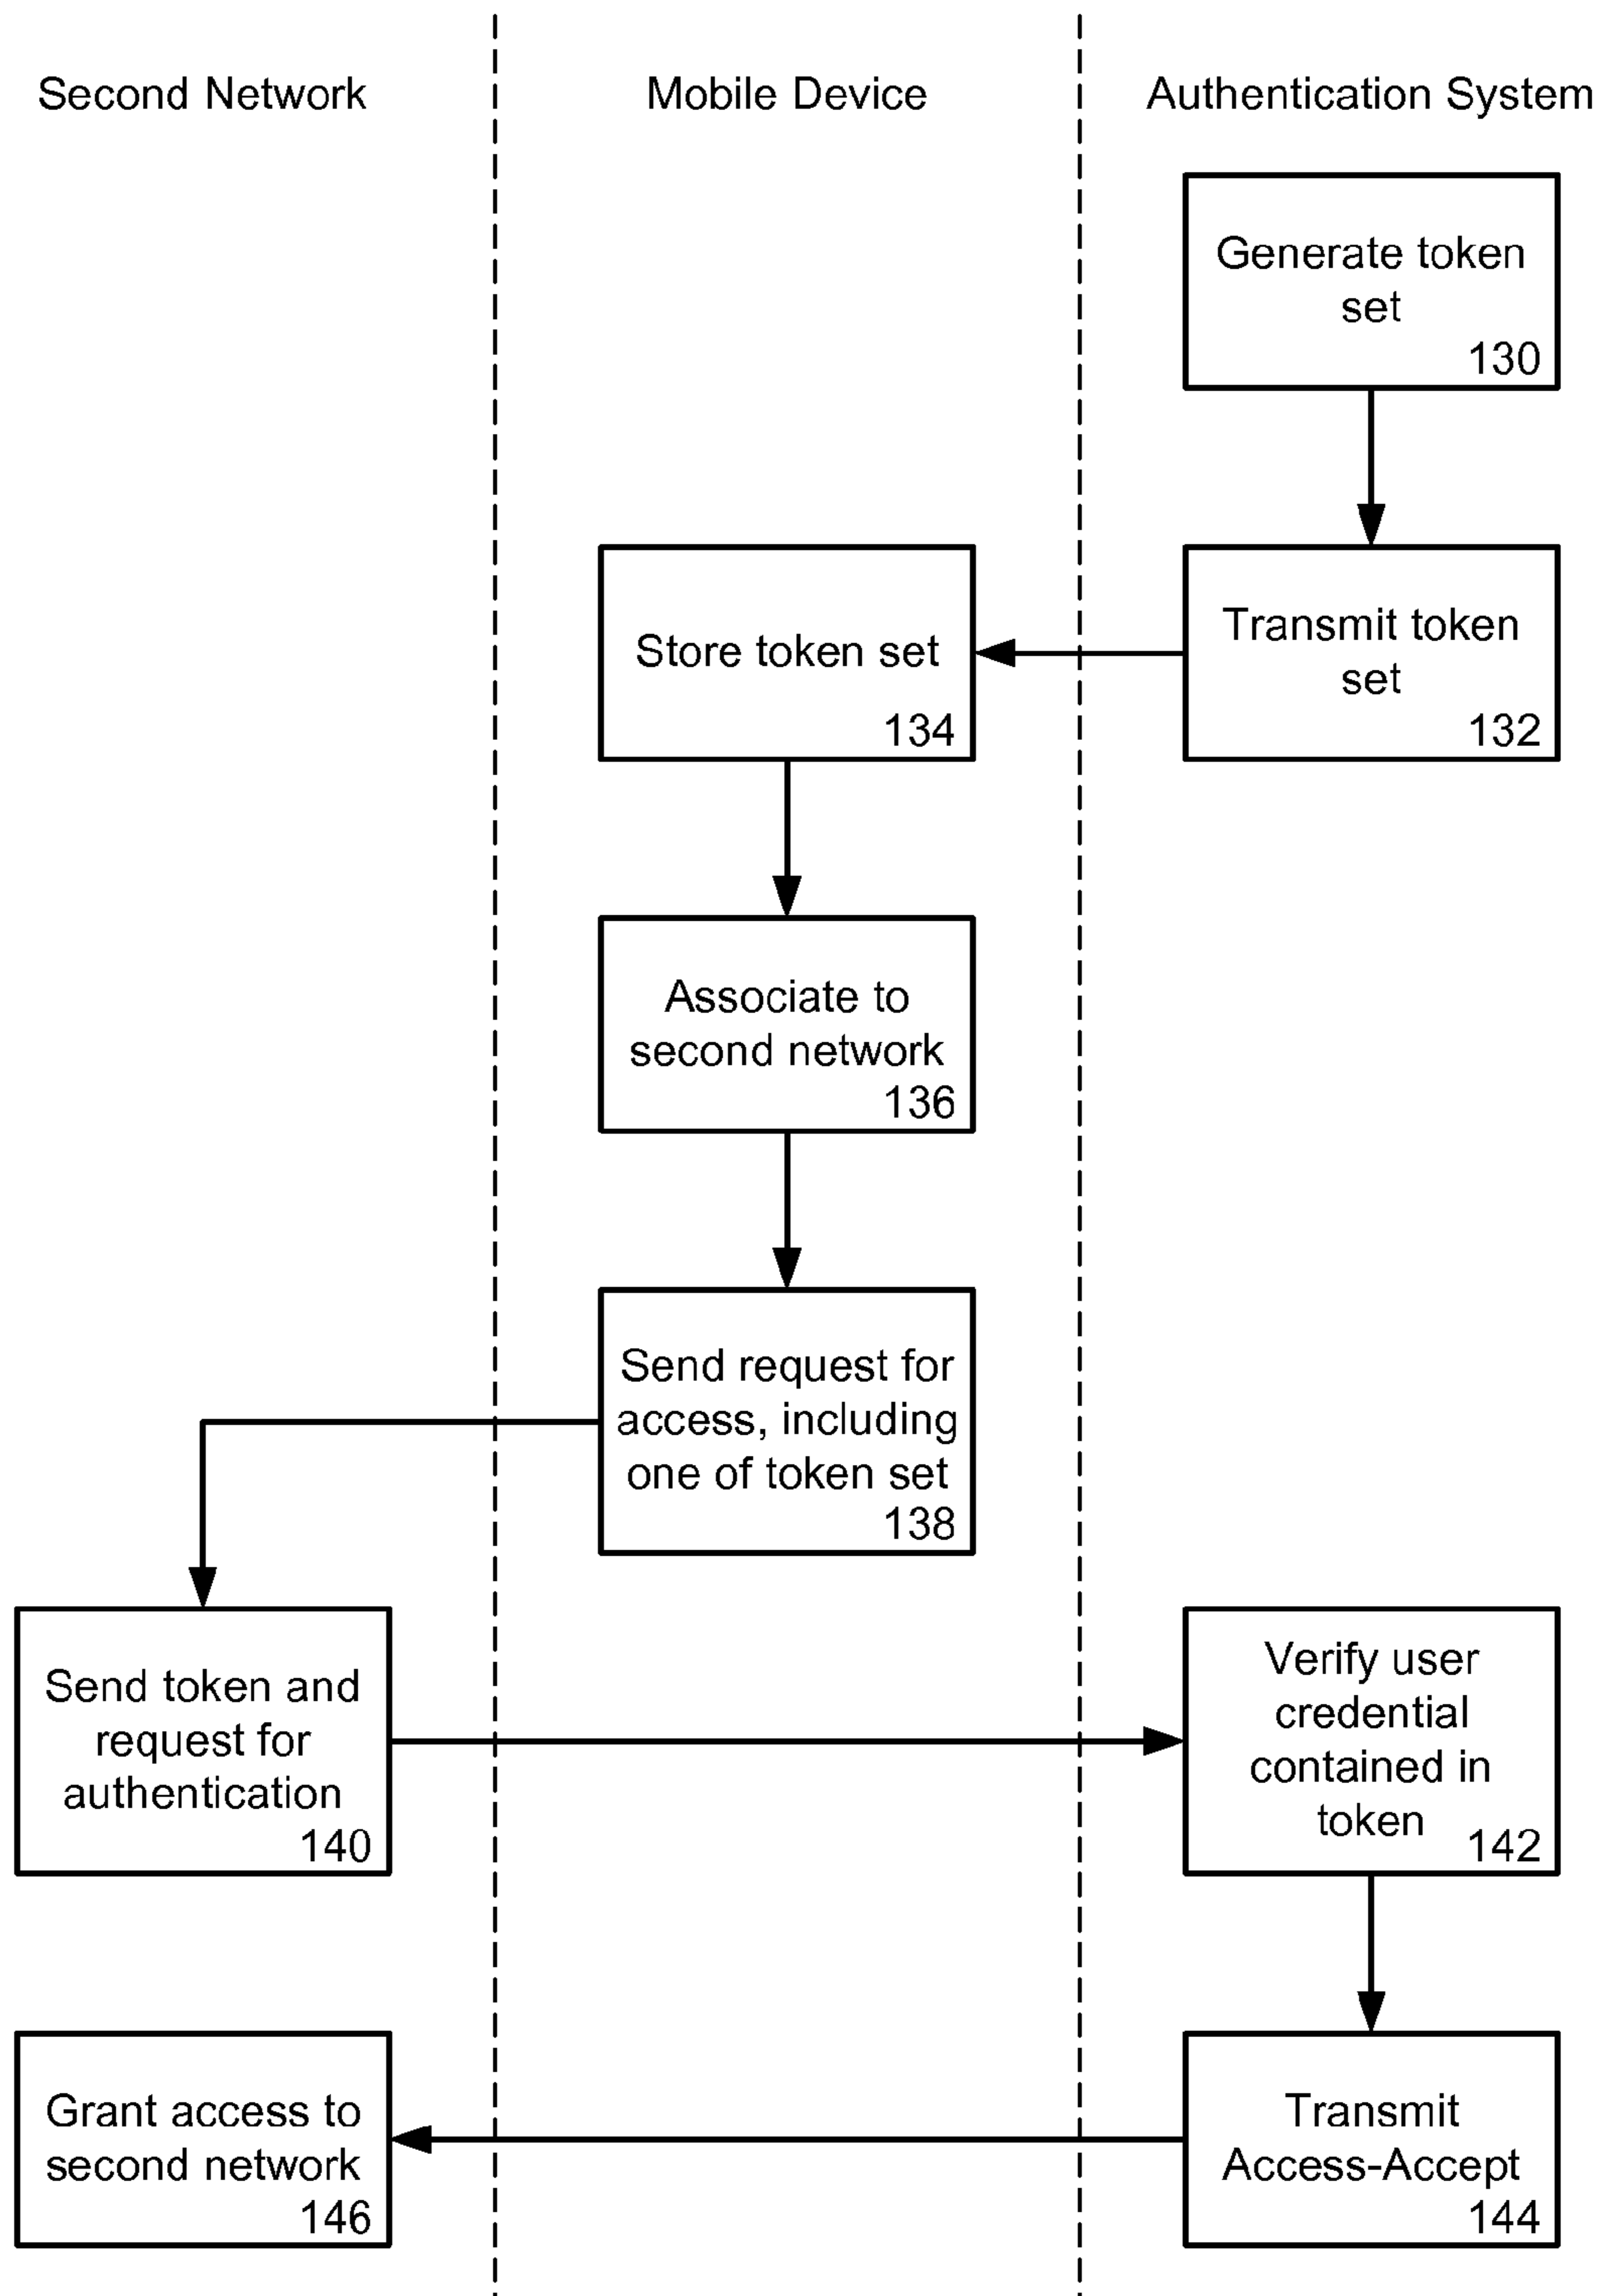 Second Network
Mobile Device
Authentication System
Generate token
set
130
Transmit token
set
132
Store token set
134
Associate to
second network
136
Send request for
access, including
one of token set
138
Send token and
request for
authentication
140
Verify user
credential
contained in
token
142
Transmit
Access-Accept
144
Grant access to
second network
146